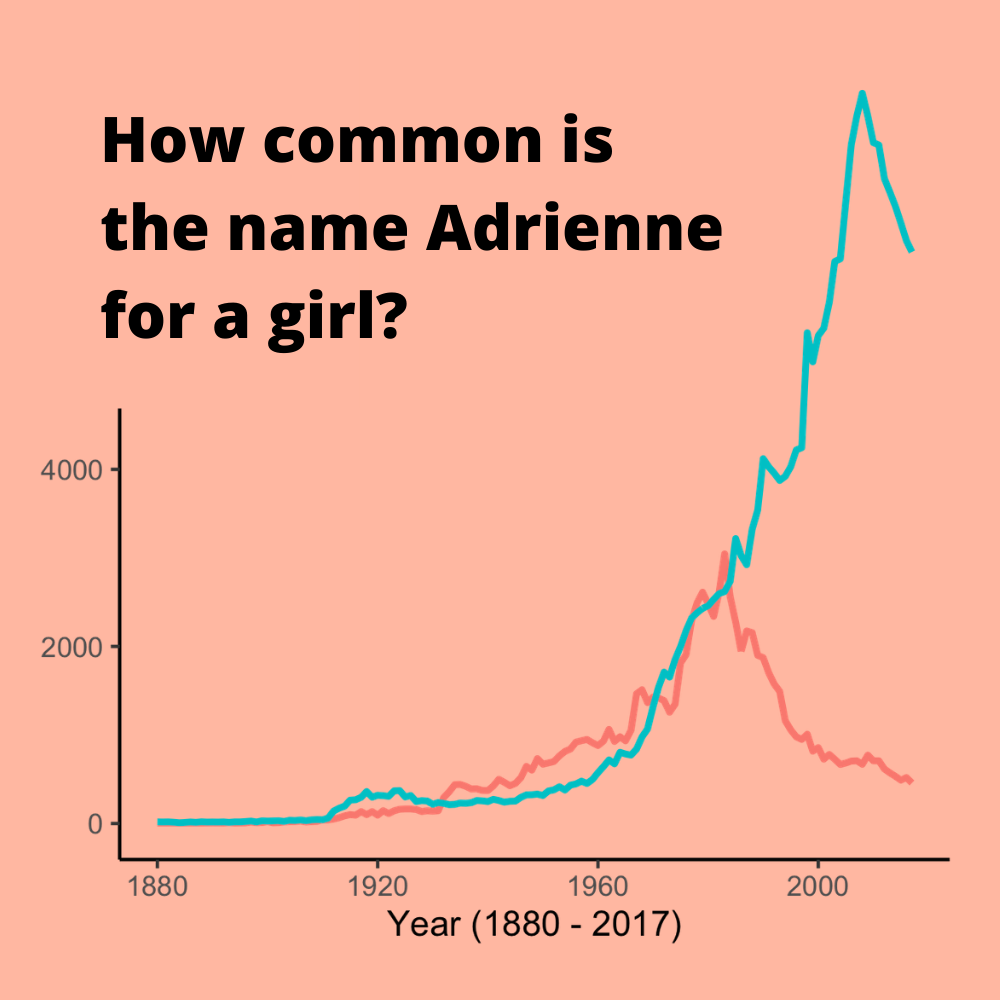 How common is
the name Adrienne
for a girl?
4000
2000
0
1880 1920 1960 2000
Year (1880 - 2017)